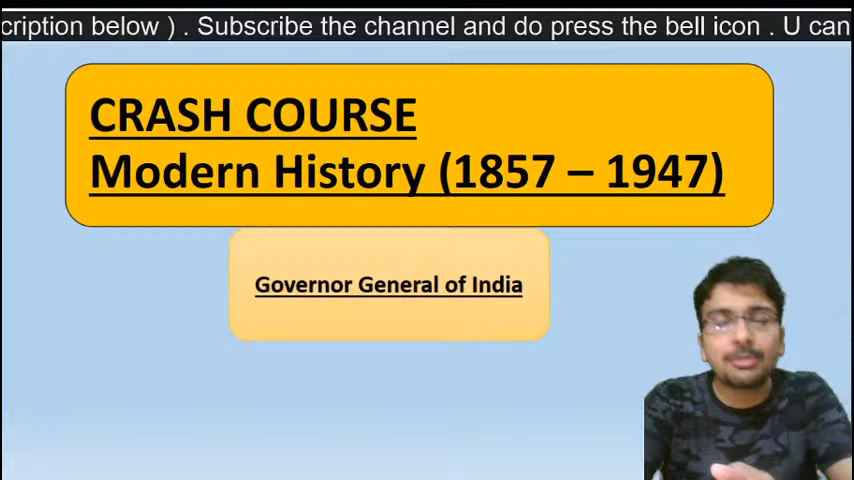 cription below ) . Subscribe the channel and do press the bell icon . U can
CRASH COURSE
Modern History (1857 – 1947)
Governor General of India